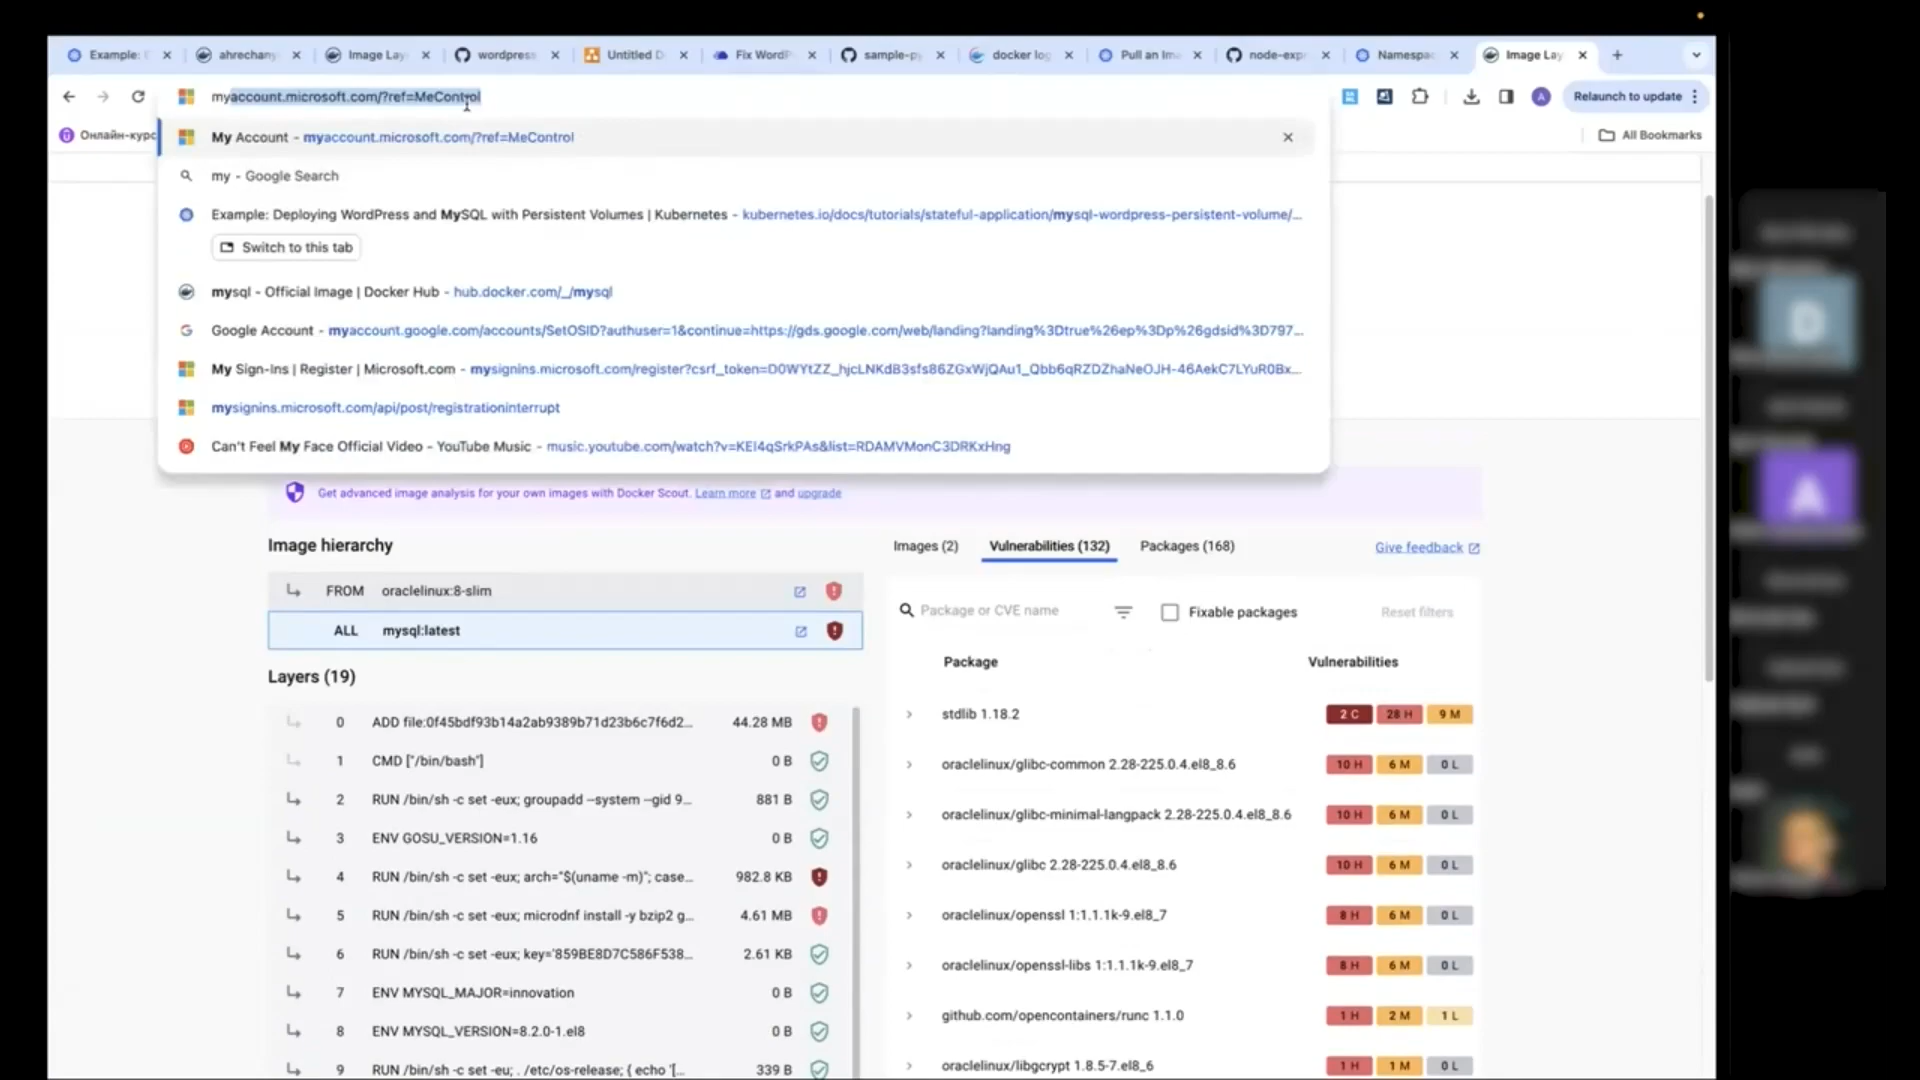 Example: E
ahrechany
Image Lay
wordpress
Untitled D
Fix WordP
sample-py
docker log
Pull an Ima
node-expr
Namespac
Image Lay
myaccount.microsoft.com/?ref=MeControl
A
Relaunch to update
Онлайн-курс
All Bookmarks
My Account - myaccount.microsoft.com/?ref=MeControl
my - Google Search
Example: Deploying WordPress and MySQL with Persistent Volumes | Kubernetes - kubernetes.io/docs/tutorials/stateful-application/mysql-wordpress-persistent-volume/...
Switch to this tab
mysql - Official Image | Docker Hub - hub.docker.com/_/mysql
Google Account - myaccount.google.com/accounts/SetOSID?authuser=1&continue=https://gds.google.com/web/landing?landing%3Dtrue%26ep%3Dp%26gdsid%3D797...
My Sign-Ins | Register | Microsoft.com - mysignins.microsoft.com/register?csrf_token=D0WYtZZ_hjcLNKdB3sfs86ZGxWjQAu1_Qbb6qRZDZhaNeOJH-46AekC7LYuR0Bx...
mysignins.microsoft.com/api/post/registrationinterrupt
Can't Feel My Face Official Video - YouTube Music - music.youtube.com/watch?v=KEI4qSrkPAs&list=RDAMVMonC3DRKxHng
Get advanced image analysis for your own images with Docker Scout. Learn more and upgrade
Image hierarchy
FROM oraclelinux:8-slim
ALL mysql:latest
Layers (19)
0 ADD file:0f45bdf93b14a2ab9389b71d23b6c7f6d2... 44.28 MB
1 CMD ["/bin/bash"] 0 B
2 RUN /bin/sh -c set -eux; groupadd --system --gid 9... 881 B
3 ENV GOSU_VERSION=1.16 0 B
4 RUN /bin/sh -c set -eux; arch="$(uname -m)"; case... 982.8 KB
5 RUN /bin/sh -c set -eux; microdnf install -y bzip2 g... 4.61 MB
6 RUN /bin/sh -c set -eux; key='859BE8D7C586F538... 2.61 KB
7 ENV MYSQL_MAJOR=innovation 0 B
8 ENV MYSQL_VERSION=8.2.0-1.el8 0 B
9 RUN /bin/sh -c set -eu; . /etc/os-release; { echo '[... 339 B
Images (2) Vulnerabilities (132) Packages (168) Give feedback
Package or CVE name Fixable packages Reset filters
Package Vulnerabilities
stdlib 1.18.2 2 C 28 H 9 M
oraclelinux/glibc-common 2.28-225.0.4.el8_8.6 10 H 6 M 0 L
oraclelinux/glibc-minimal-langpack 2.28-225.0.4.el8_8.6 10 H 6 M 0 L
oraclelinux/glibc 2.28-225.0.4.el8_8.6 10 H 6 M 0 L
oraclelinux/openssl 1:1.1.1k-9.el8_7 8 H 6 M 0 L
oraclelinux/openssl-libs 1:1.1.1k-9.el8_7 8 H 6 M 0 L
github.com/opencontainers/runc 1.1.0 1 H 2 M 1 L
oraclelinux/libgcrypt 1.8.5-7.el8_6 1 H 1 M 0 L
D
A